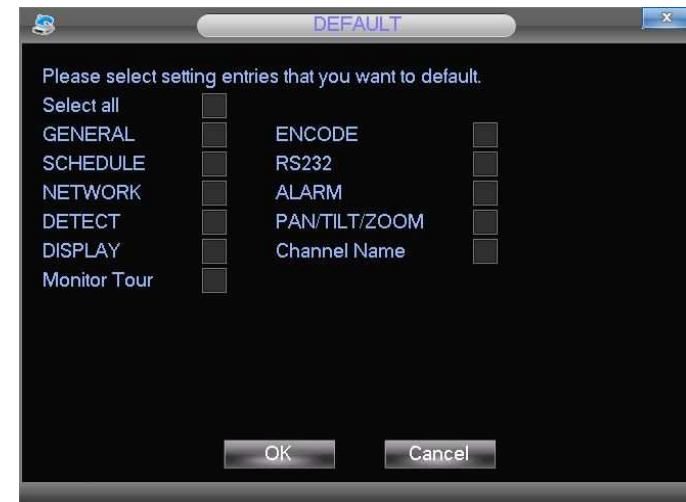 DEFAULT
x
Please select setting entries that you want to default.
Select all
GENERAL ENCODE
SCHEDULE RS232
NETWORK ALARM
DETECT PAN/TILT/ZOOM
DISPLAY Channel Name
Monitor Tour
OK Cancel